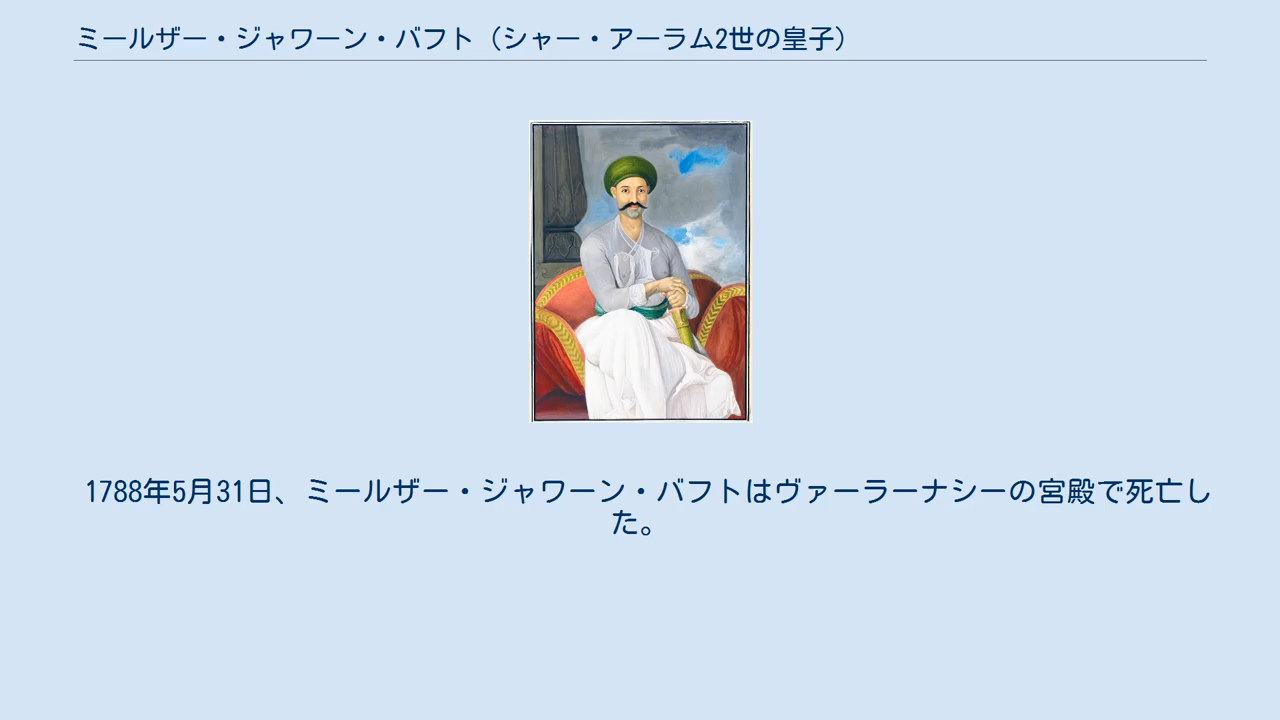 ミールザー・ジャワーン・バフト（シャー・アーラム2世の皇子）
1788年5月31日、ミールザー・ジャワーン・バフトはヴァーラーナシーの宮殿で死亡し
た。